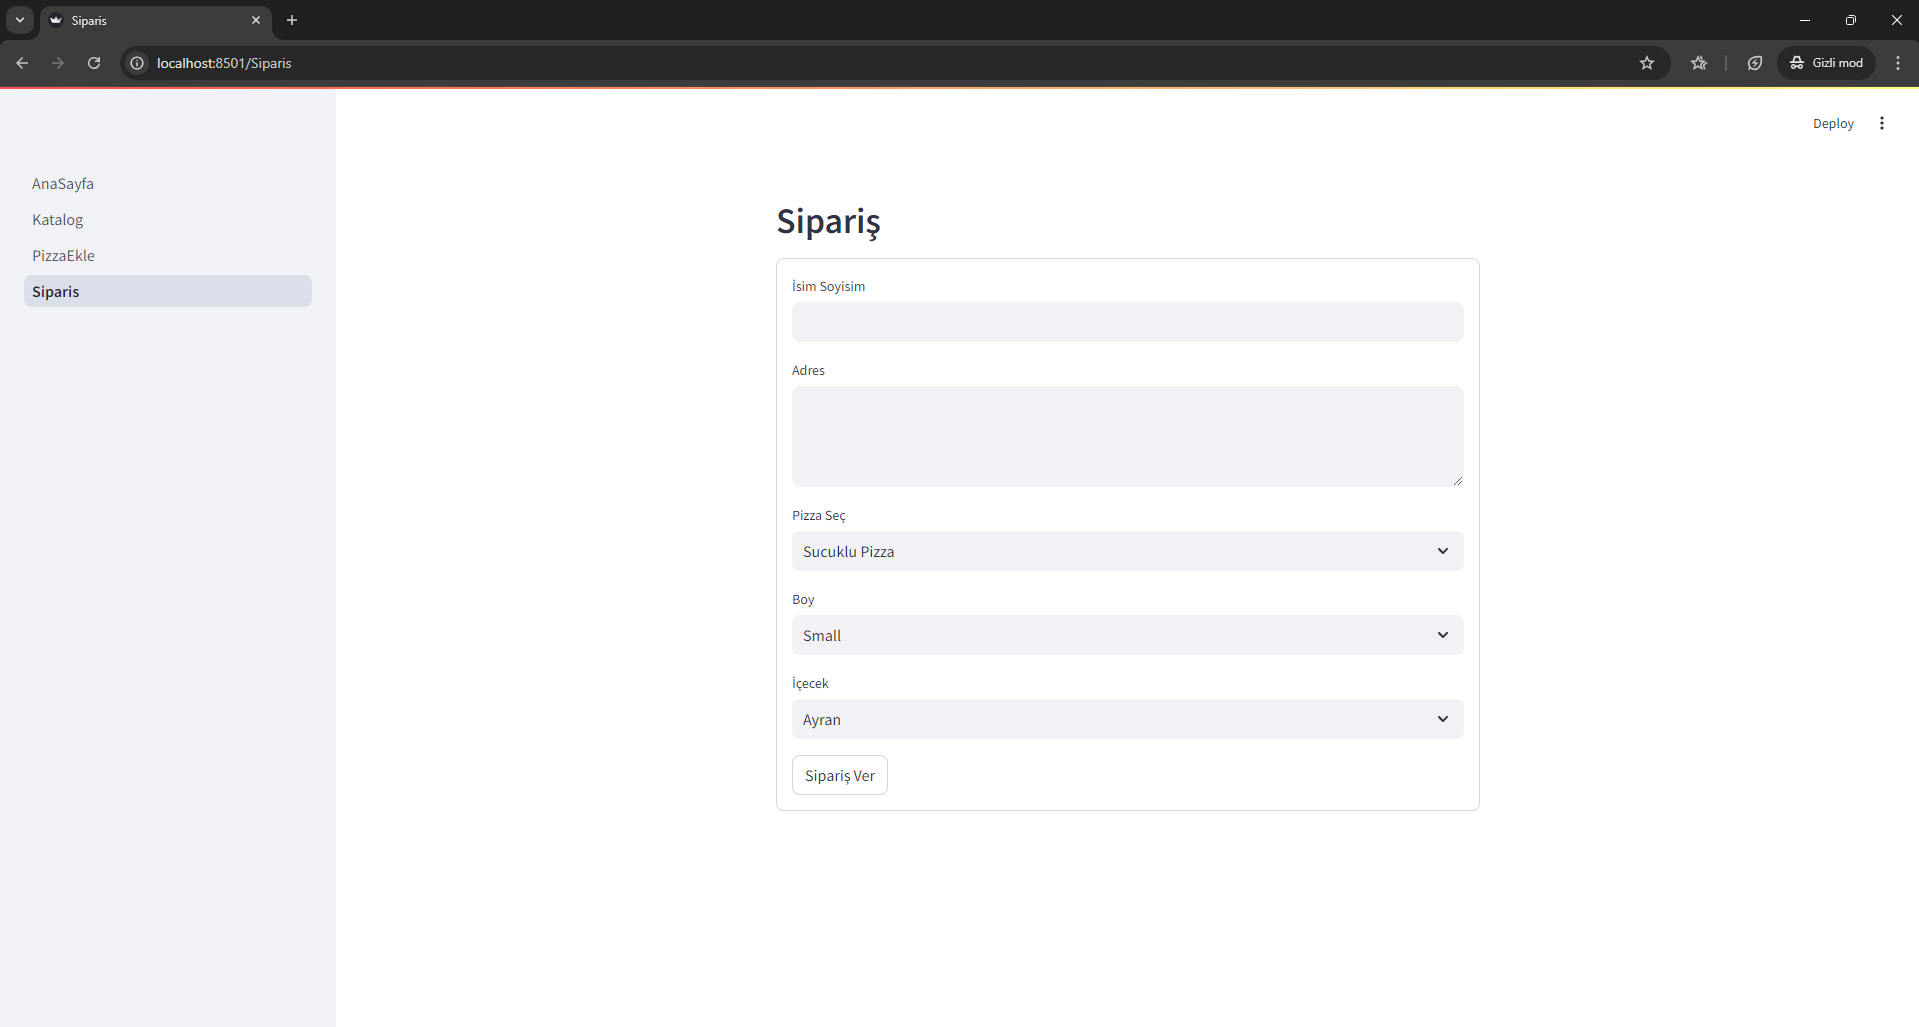 Siparis
localhost:8501/Siparis
Gizli mod
Deploy
AnaSayfa
Katalog
PizzaEkle
Siparis
Sipariş
İsim Soyisim
Adres
Pizza Seç
Sucuklu Pizza
Boy
Small
İçecek
Ayran
Sipariş Ver